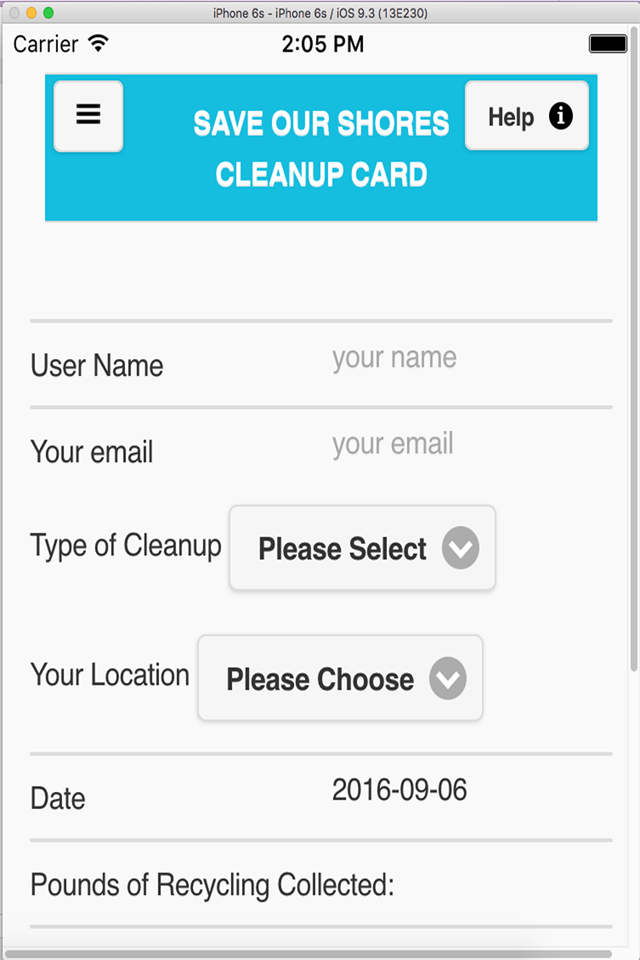 iPhone 6s - iPhone 6s / iOS 9.3 (13E230)
Carrier 2:05 PM
SAVE OUR SHORES Help
CLEANUP CARD
User Name your name
Your email your email
Type of Cleanup Please Select
Your Location Please Choose
Date 2016-09-06
Pounds of Recycling Collected: